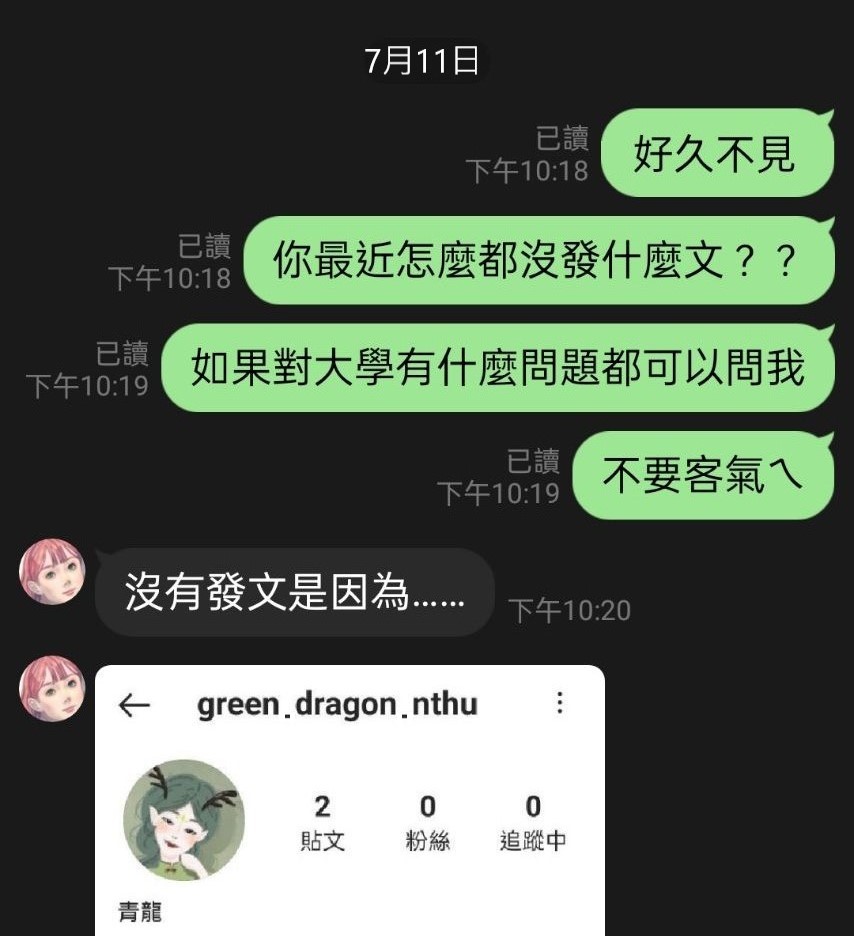 7月11日
已讀
下午10:18
好久不見
已讀
下午10:18
你最近怎麼都沒發什麼文？？
已讀
下午10:19
如果對大學有什麼問題都可以問我
已讀
下午10:19
不要客氣ㄟ
沒有發文是因為......
下午10:20
green_dragon_nthu
2 0 0
貼文 粉絲 追蹤中
青龍